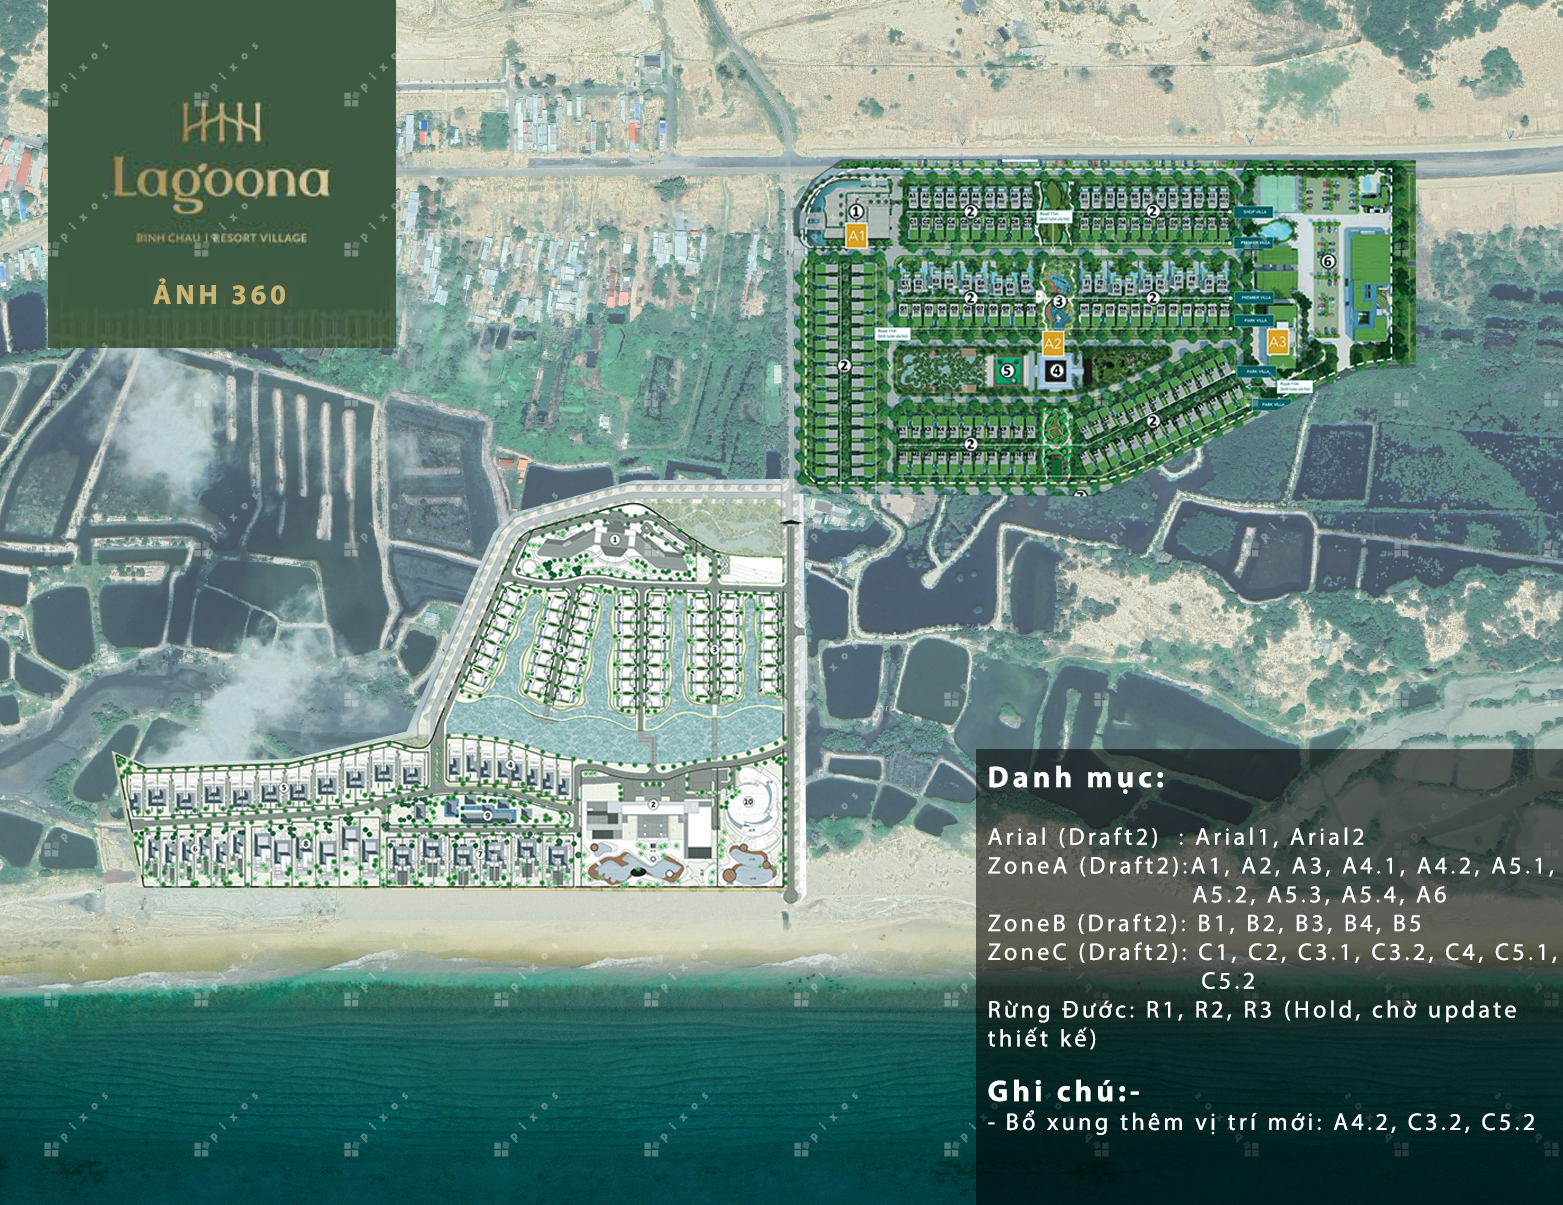 Lagoona
BINH CHAU | RESORT VILLAGE
ẢNH 360
1
A1
2
2
SHOP VILLA
PREMIER VILLA
6
2
3
2
PREMIER VILLA
PARK VILLA
A2
A3
2
5
4
PARK VILLA
2
2
PARK VILLA
1
3
3
4
5
2
10
9
6
8
7
Danh mục:
Arial (Draft2) : Arial1, Arial2
ZoneA (Draft2):A1, A2, A3, A4.1, A4.2, A5.1,
A5.2, A5.3, A5.4, A6
ZoneB (Draft2): B1, B2, B3, B4, B5
ZoneC (Draft2): C1, C2, C3.1, C3.2, C4, C5.1,
C5.2
Rừng Đước: R1, R2, R3 (Hold, chờ update
thiết kế)
Ghi chú:-
- Bổ xung thêm vị trí mới: A4.2, C3.2, C5.2
pixos